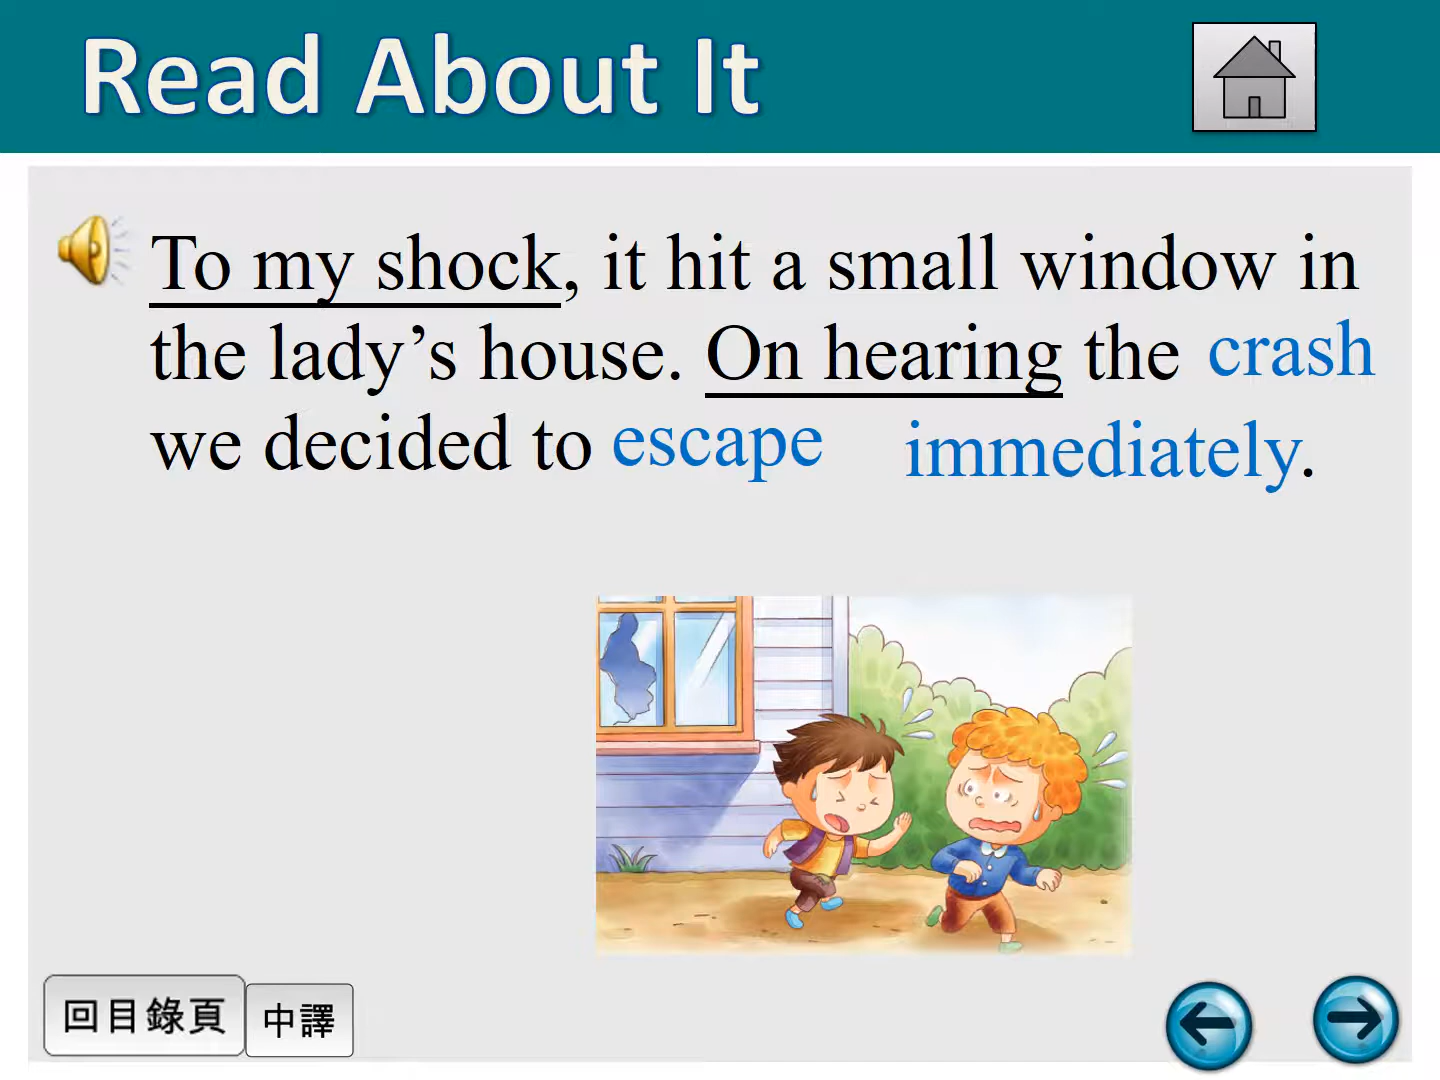 Read About It
To my shock, it hit a small window in
the lady’s house. On hearing the crash
we decided to escape immediately.
回目錄頁 中譯